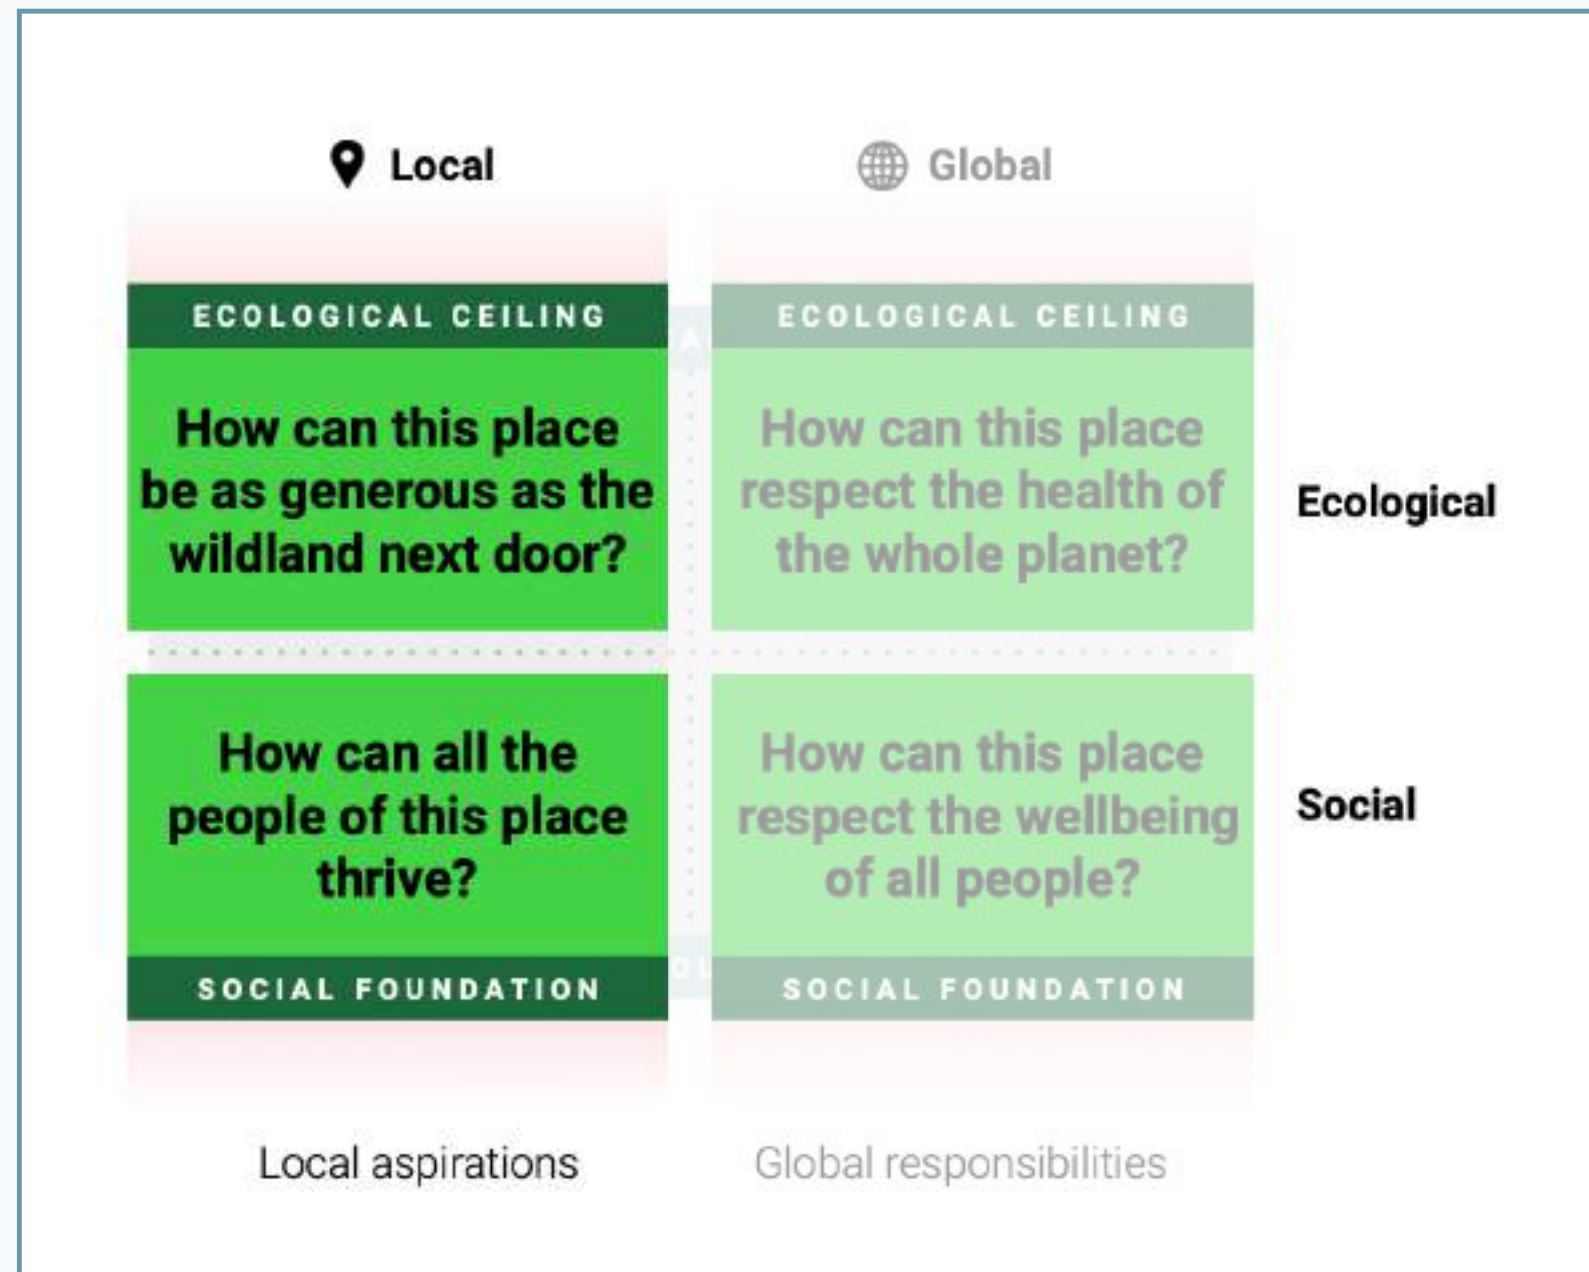 Local
Global
ECOLOGICAL CEILING
How can this place
be as generous as the
wildland next door?
ECOLOGICAL CEILING
How can this place
respect the health of
the whole planet?
Ecological
How can all the
people of this place
thrive?
SOCIAL FOUNDATION
How can this place
respect the wellbeing
of all people?
SOCIAL FOUNDATION
Social
Local aspirations
Global responsibilities